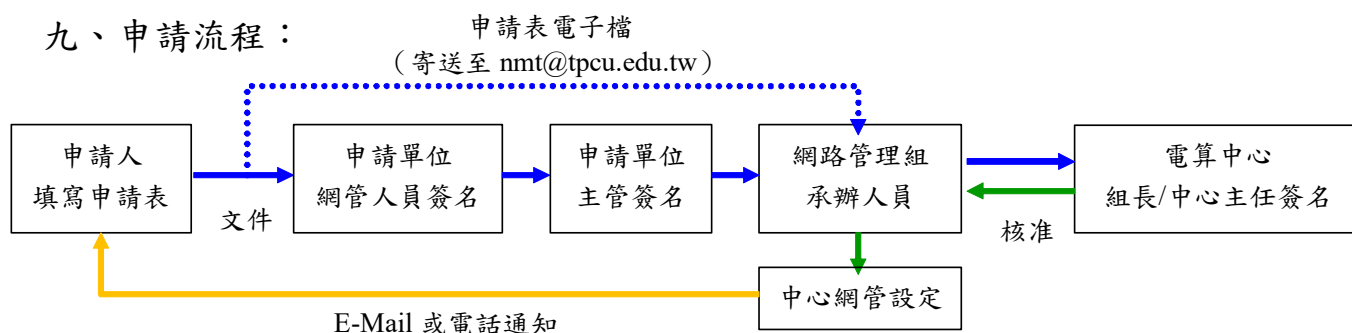 九、申請流程：
申請表電子檔
（寄送至 nmt@tpcu.edu.tw）
申請人
填寫申請表
文件
申請單位
網管人員簽名
申請單位
主管簽名
網路管理組
承辦人員
核准
電算中心
組長/中心主任簽名
中心網管設定
E-Mail 或電話通知